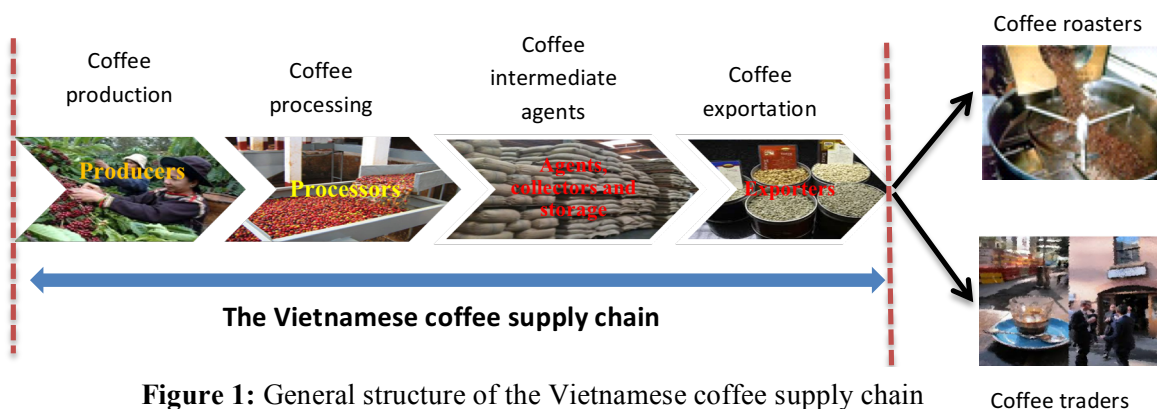 Coffee
production
Coffee
processing
Coffee
intermediate
agents
Coffee
exportation
Coffee roasters
Producers
Processors
Agents,
collectors and
storage
Exporters
The Vietnamese coffee supply chain
Figure 1: General structure of the Vietnamese coffee supply chain
Coffee traders